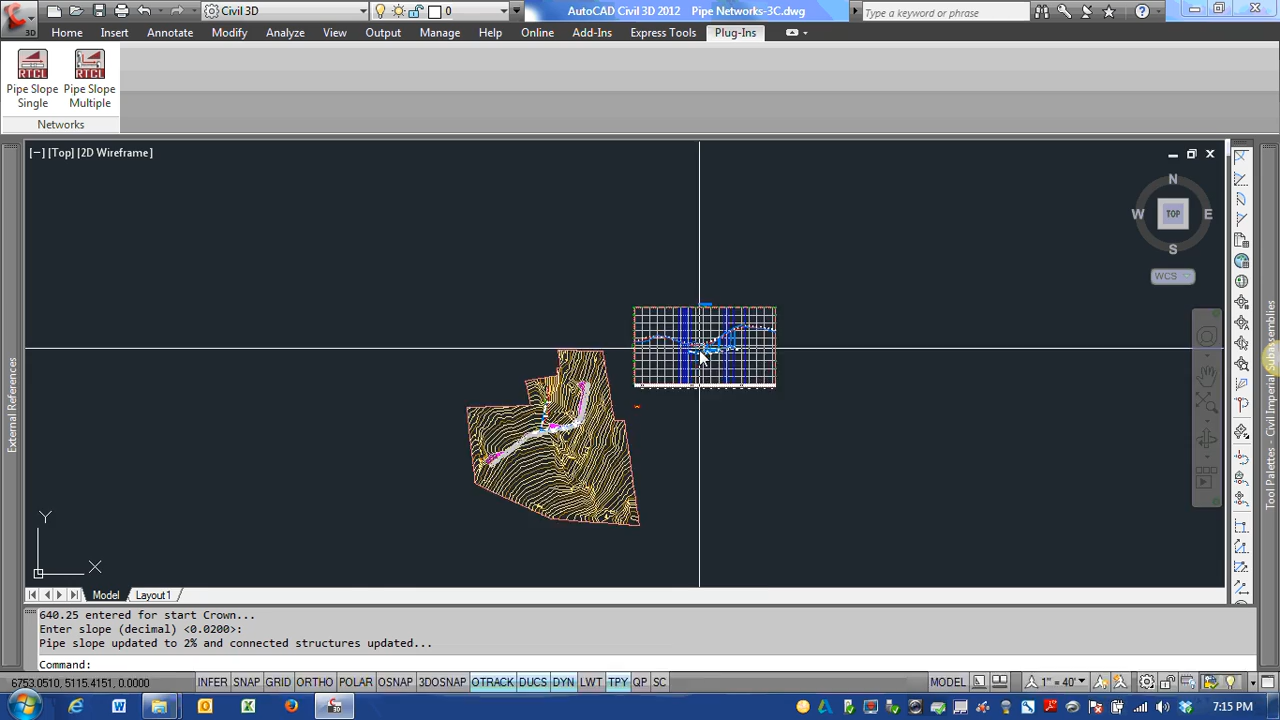 Civil 3D
0
AutoCAD Civil 3D 2012 Pipe Networks-3C.dwg
Type a keyword or phrase
3D
Home Insert Annotate Modify Analyze View Output Manage Help Online Add-Ins Express Tools Plug-Ins
RTCL RTCL
Pipe Slope Single
Pipe Slope Multiple
Networks
[−] [Top] [2D Wireframe]
N
W TOP E
S
WCS
External References
Tool Palettes - Civil Imperial Subassemblies
Y
X
Model Layout1
640.25 entered for start Crown...
Enter slope (decimal) <0.0200>:
Pipe slope updated to 2% and connected structures updated...
Command:
6753.0510, 5115.4151, 0.0000 INFER SNAP GRID ORTHO POLAR OSNAP 3DOSNAP OTRACK DUCS DYN LWT TPY QP SC MODEL 1" = 40'
7:15 PM